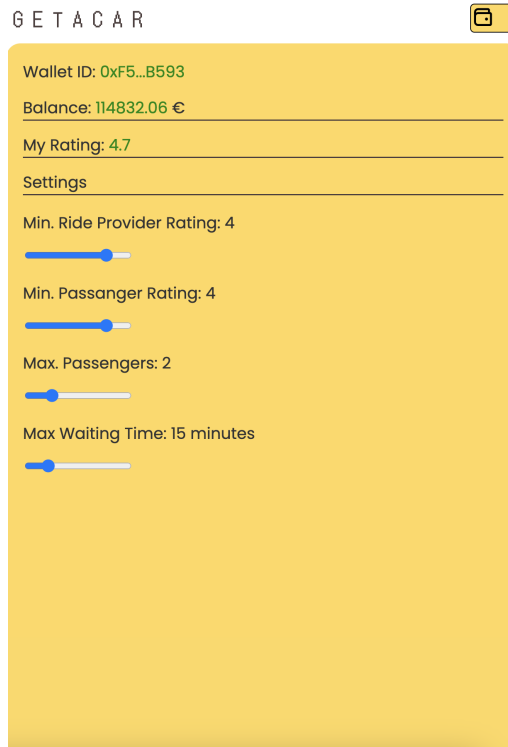 GETACAR
Wallet ID: 0xF5...B593
Balance: 114832.06 €
My Rating: 4.7
Settings
Min. Ride Provider Rating: 4
Min. Passanger Rating: 4
Max. Passengers: 2
Max Waiting Time: 15 minutes